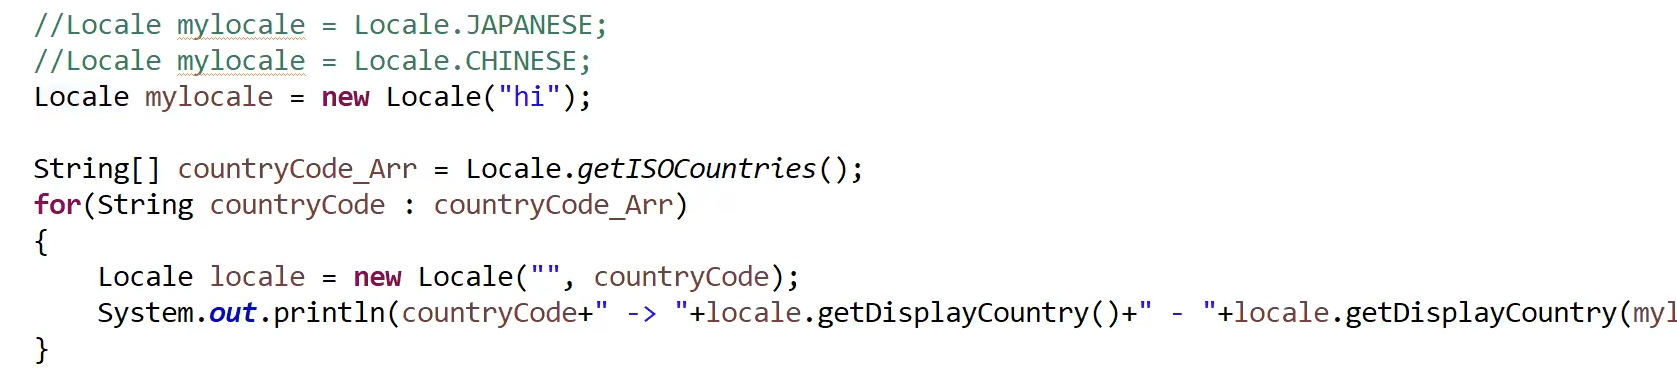 //Locale mylocale = Locale.JAPANESE;
//Locale mylocale = Locale.CHINESE;
Locale mylocale = new Locale("hi");
String[] countryCode_Arr = Locale.getISOCountries();
for(String countryCode : countryCode_Arr)
{
Locale locale = new Locale("", countryCode);
System.out.println(countryCode+" -> "+locale.getDisplayCountry()+" - "+locale.getDisplayCountry(myl
}